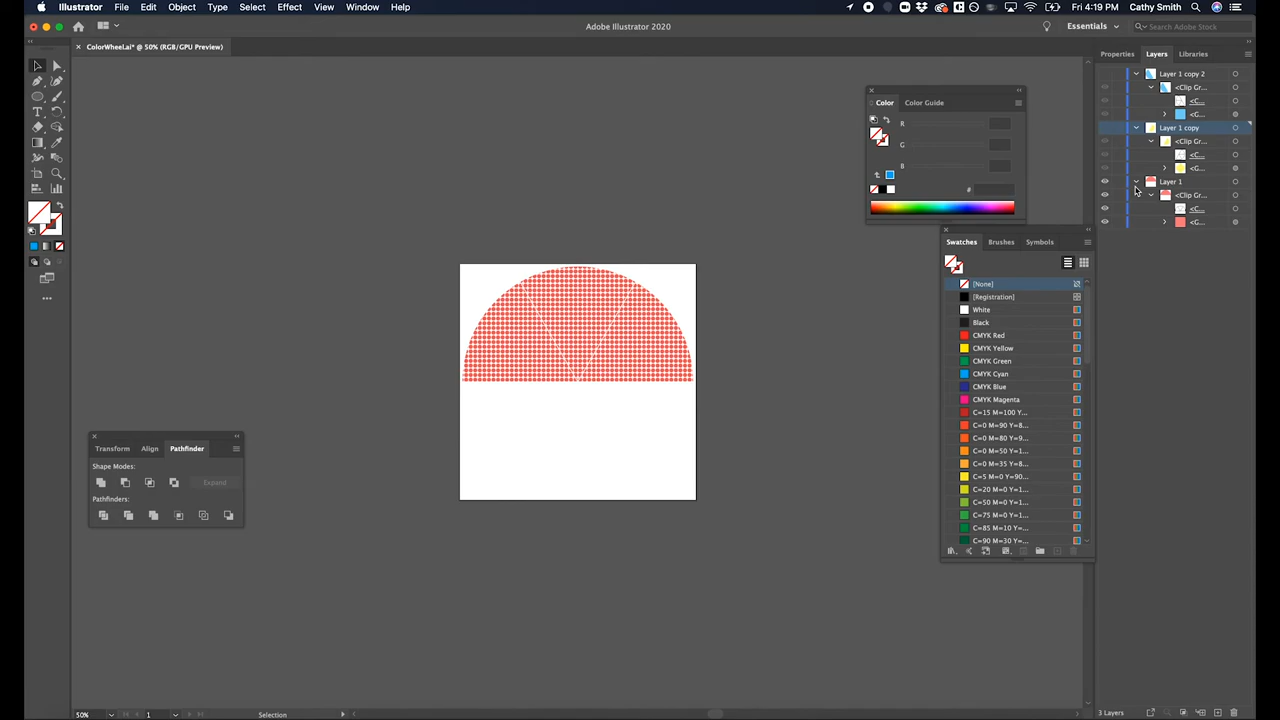 Illustrator File Edit Object Type Select Effect View Window Help Fri 4:19 PM Cathy Smith
Adobe Illustrator 2020 Essentials Search Adobe Stock
ColorWheel.ai* @ 50% (RGB/GPU Preview)
Properties Layers Libraries
Layer 1 copy 2
<Clip Gr...
<C...
<G...
Layer 1 copy
<Clip Gr...
<C...
<G...
Layer 1
<Clip Gr...
<C...
<G...
Color Color Guide
R
G
B
#
Swatches Brushes Symbols
[None]
[Registration]
White
Black
CMYK Red
CMYK Yellow
CMYK Green
CMYK Cyan
CMYK Blue
CMYK Magenta
C=15 M=100 Y...
C=0 M=90 Y=8...
C=0 M=80 Y=9...
C=0 M=50 Y=1...
C=0 M=35 Y=8...
C=5 M=0 Y=90...
C=20 M=0 Y=1...
C=50 M=0 Y=1...
C=75 M=0 Y=1...
C=85 M=10 Y=...
C=90 M=30 Y=...
Transform Align Pathfinder
Shape Modes:
Expand
Pathfinders:
50% 1 Selection 3 Layers